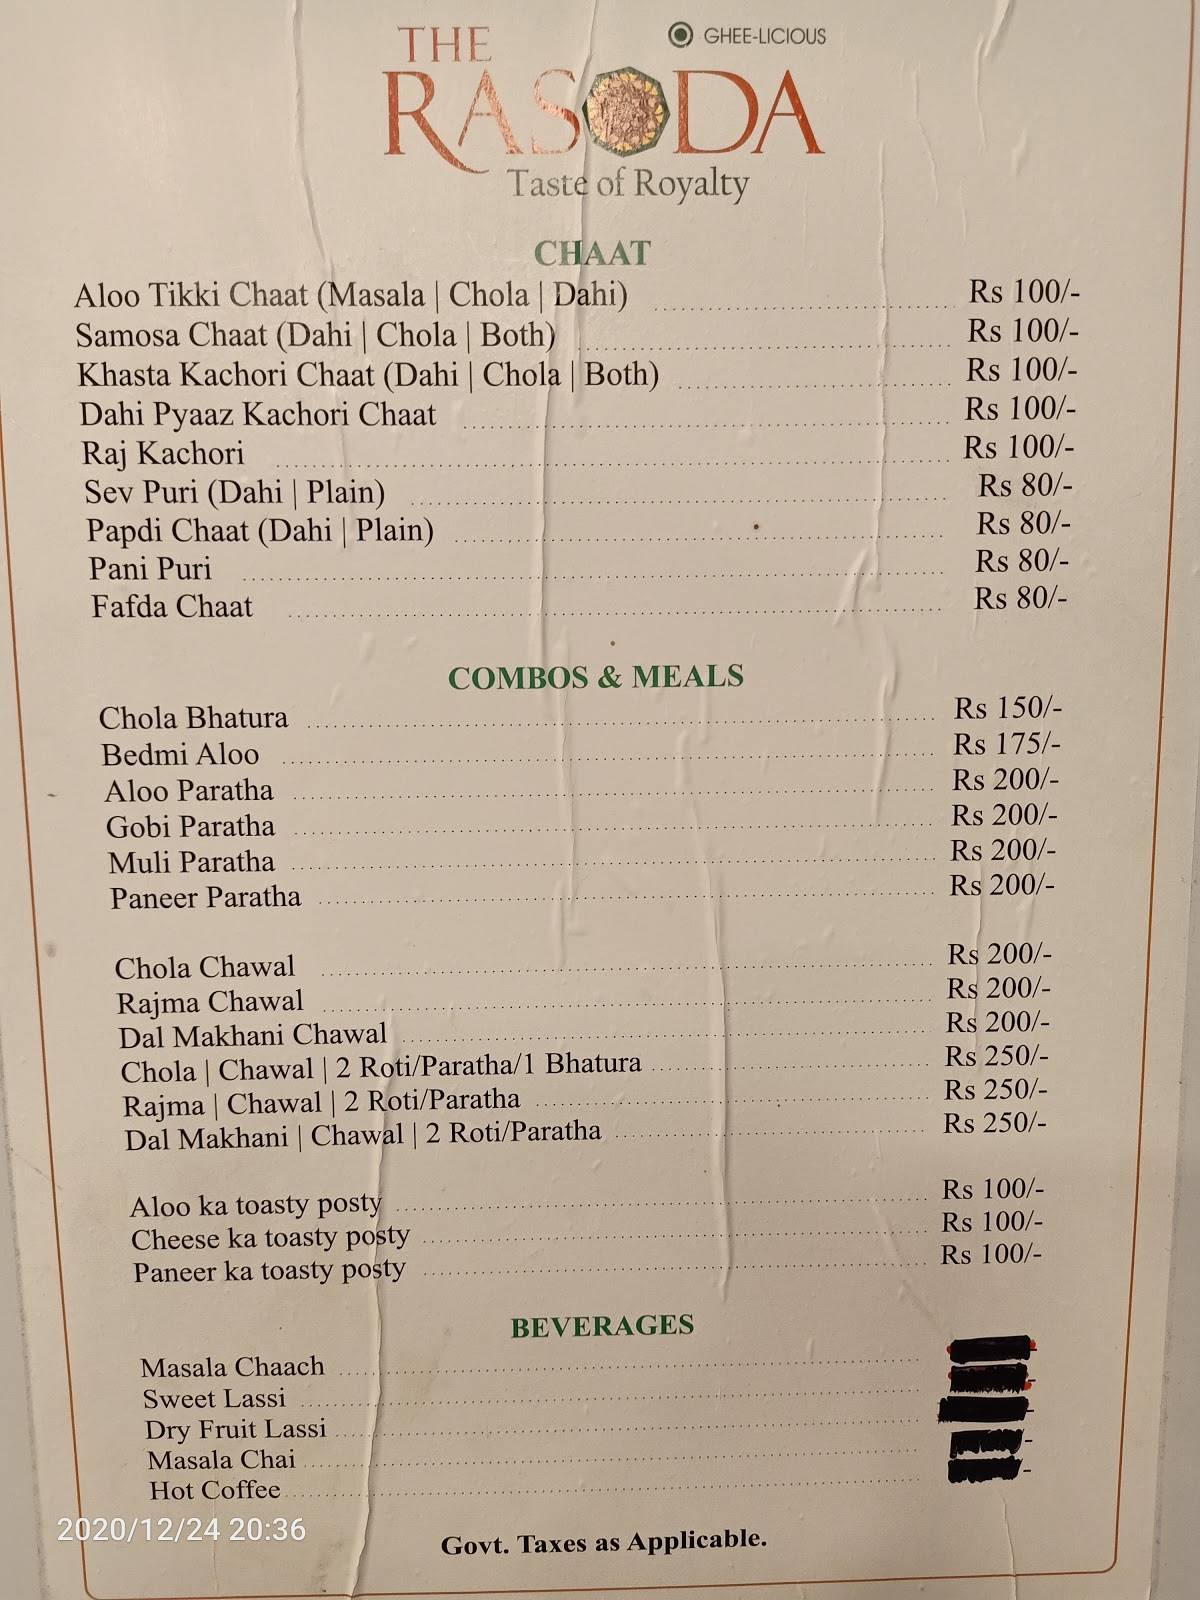 THE
GHEE-LICIOUS
RASODA
Taste of Royalty
CHAAT
Aloo Tikki Chaat (Masala | Chola | Dahi) Rs 100/-
Samosa Chaat (Dahi | Chola | Both) Rs 100/-
Khasta Kachori Chaat (Dahi | Chola | Both) Rs 100/-
Dahi Pyaaz Kachori Chaat Rs 100/-
Raj Kachori Rs 100/-
Sev Puri (Dahi | Plain) Rs 80/-
Papdi Chaat (Dahi | Plain) Rs 80/-
Pani Puri Rs 80/-
Fafda Chaat Rs 80/-
COMBOS & MEALS
Chola Bhatura Rs 150/-
Bedmi Aloo Rs 175/-
Aloo Paratha Rs 200/-
Gobi Paratha Rs 200/-
Muli Paratha Rs 200/-
Paneer Paratha Rs 200/-
Chola Chawal Rs 200/-
Rajma Chawal Rs 200/-
Dal Makhani Chawal Rs 200/-
Chola | Chawal | 2 Roti/Paratha/1 Bhatura Rs 250/-
Rajma | Chawal | 2 Roti/Paratha Rs 250/-
Dal Makhani | Chawal | 2 Roti/Paratha Rs 250/-
Aloo ka toasty posty Rs 100/-
Cheese ka toasty posty Rs 100/-
Paneer ka toasty posty Rs 100/-
BEVERAGES
Masala Chaach
Sweet Lassi
Dry Fruit Lassi
Masala Chai
Hot Coffee
Govt. Taxes as Applicable.
2020/12/24 20:36